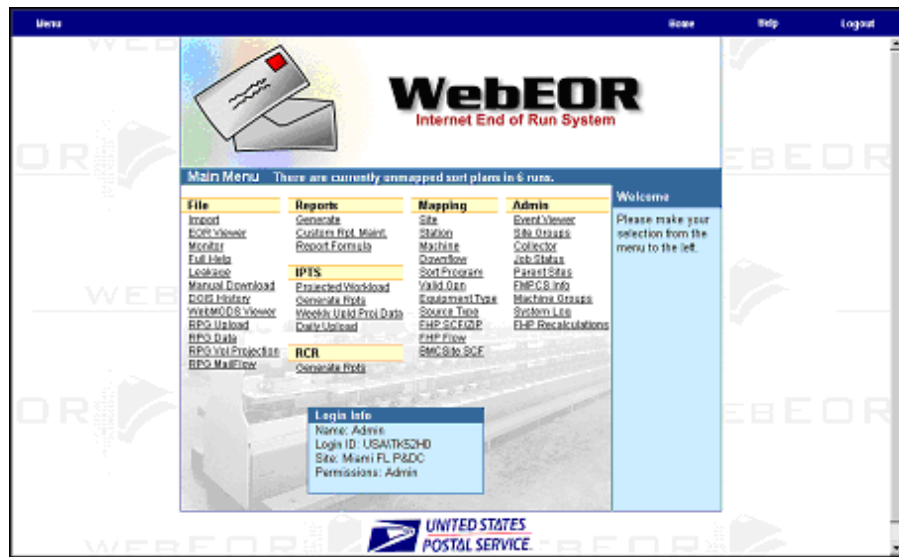 Menu Home Help Logout
WebEOR
Internet End of Run System
Main Menu There are currently unmapped sort plans in 6 runs.
File
Import
EOR Viewer
Monitor
Full Help
Leakage
Manual Download
DOIS History
WebMODS Viewer
RPG Upload
RPG Data
RPG Vol Projection
RPG MailFlow
Reports
Generate
Custom Rpt. Maint.
Report Formula
IPTS
Projected Workload
Generate Rpts
Weekly Upld Proj Data
Daily Upload
RCR
Generate Rpts
Mapping
Site
Station
Machine
Downflow
Sort Program
Valid Opn
Equipment Type
Source Type
FHP SCF/ZIP
FHP Flow
BMC Site SCF
Admin
Event Viewer
Site Groups
Collector
Job Status
Parent Sites
EMPCS Info
Machine Groups
System Log
FHP Recalculations
Welcome
Please make your
selection from the
menu to the left.
Login Info
Name: Admin
Login ID: USA\TK52H0
Site: Miami FL P&DC
Permissions: Admin
UNITED STATES
POSTAL SERVICE